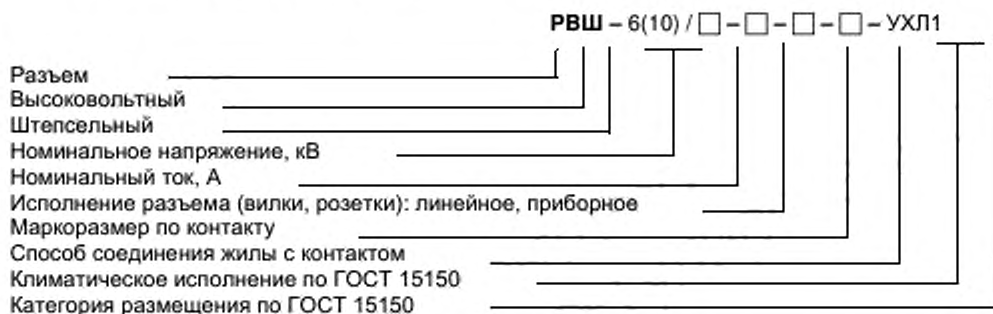 РВШ – 6(10) / □ – □ – □ – □ – УХЛ1
Разъем
Высоковольтный
Штепсельный
Номинальное напряжение, кВ
Номинальный ток, А
Исполнение разъема (вилки, розетки): линейное, приборное
Маркоразмер по контакту
Способ соединения жилы с контактом
Климатическое исполнение по ГОСТ 15150
Категория размещения по ГОСТ 15150